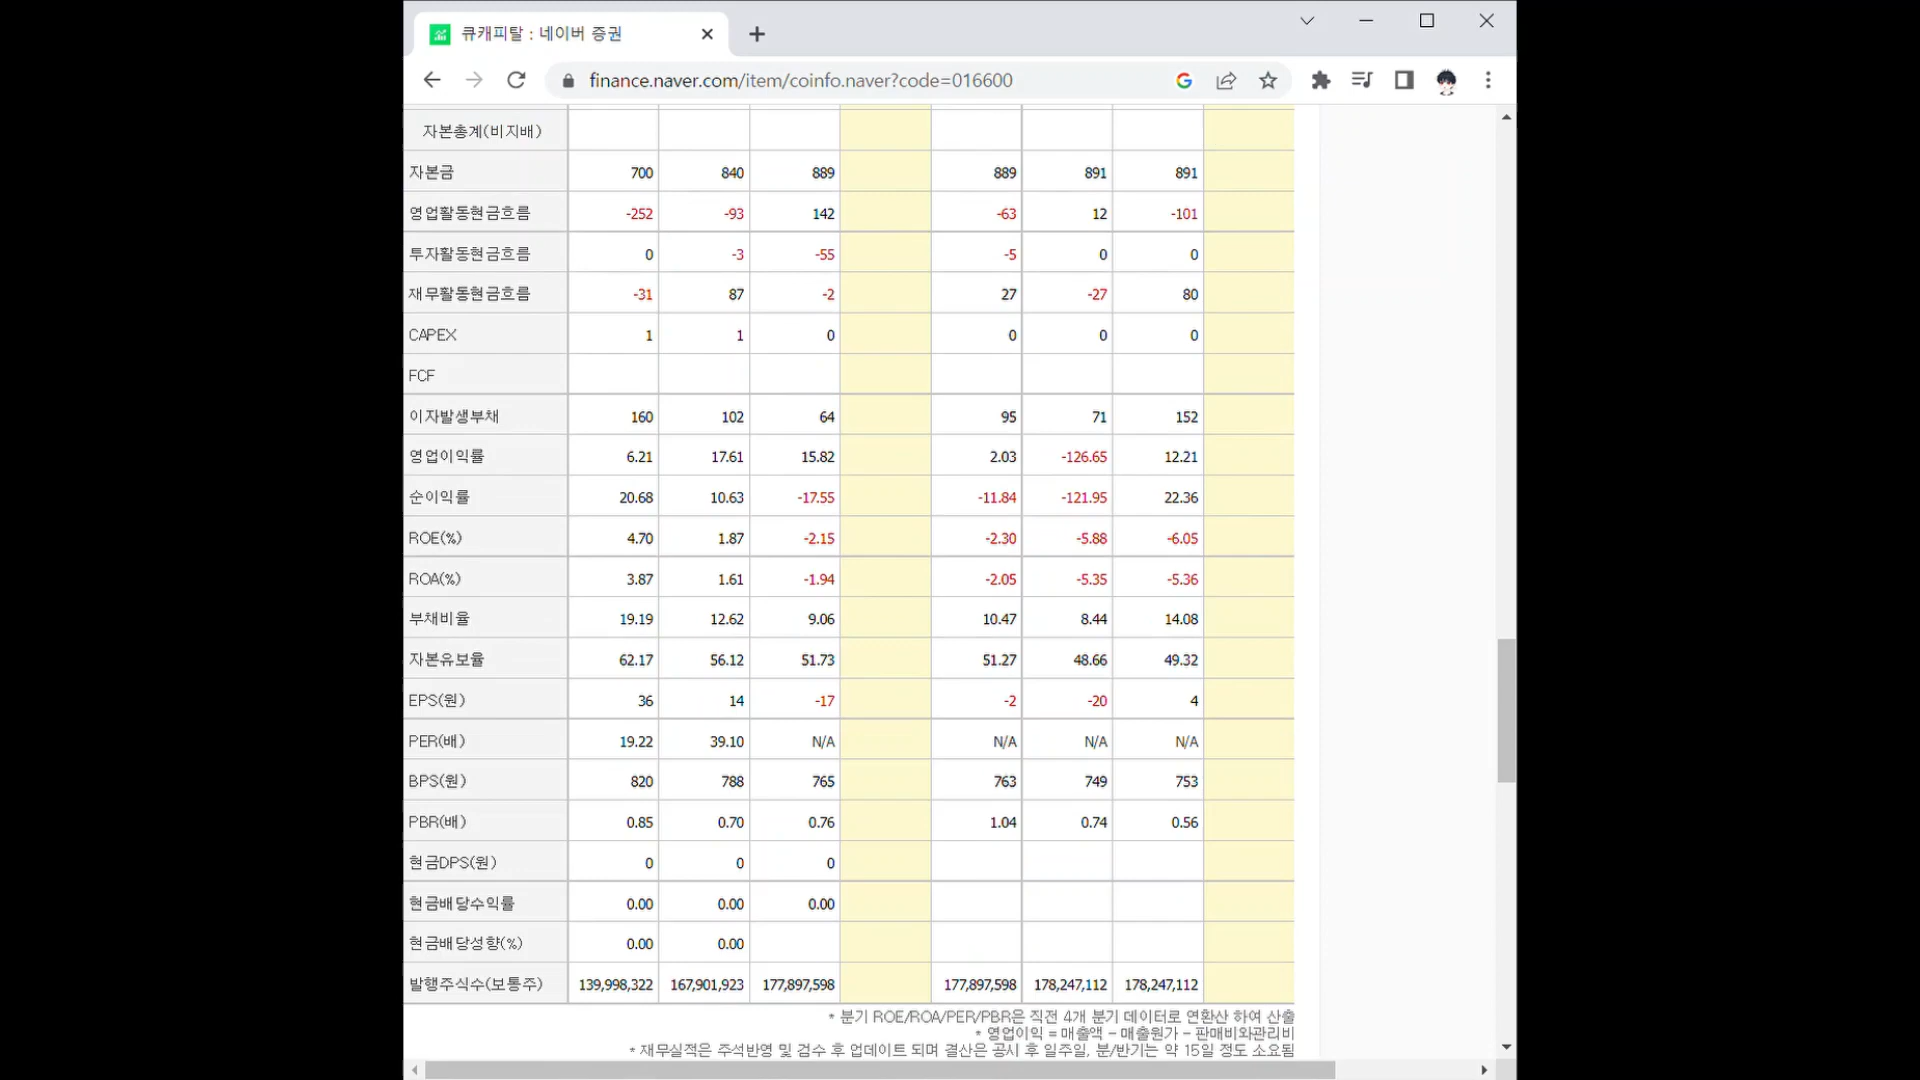 큐캐피탈 : 네이버 증권
finance.naver.com/item/coinfo.naver?code=016600
자본총계(비지배)
자본금 700 840 889 889 891 891
영업활동현금흐름 -252 -93 142 -63 12 -101
투자활동현금흐름 0 -3 -55 -5 0 0
재무활동현금흐름 -31 87 -2 27 -27 80
CAPEX 1 1 0 0 0 0
FCF
이자발생부채 160 102 64 95 71 152
영업이익률 6.21 17.61 15.82 2.03 -126.65 12.21
순이익률 20.68 10.63 -17.55 -11.84 -121.95 22.36
ROE(%) 4.70 1.87 -2.15 -2.30 -5.88 -6.05
ROA(%) 3.87 1.61 -1.94 -2.05 -5.35 -5.36
부채비율 19.19 12.62 9.06 10.47 8.44 14.08
자본유보율 62.17 56.12 51.73 51.27 48.66 49.32
EPS(원) 36 14 -17 -2 -20 4
PER(배) 19.22 39.10 N/A N/A N/A N/A
BPS(원) 820 788 765 763 749 753
PBR(배) 0.85 0.70 0.76 1.04 0.74 0.56
현금DPS(원) 0 0 0
현금배당수익률 0.00 0.00 0.00
현금배당성향(%) 0.00 0.00
발행주식수(보통주) 139,998,322 167,901,923 177,897,598 177,897,598 178,247,112 178,247,112
* 분기 ROE/ROA/PER/PBR은 직전 4개 분기 데이터로 연환산 하여 산출
* 영업이익 = 매출액 - 매출원가 - 판매비와관리비
* 재무실적은 주석반영 및 검수 후 업데이트 되며 결산은 공시 후 일주일, 분/반기는 약 15일 정도 소요됨